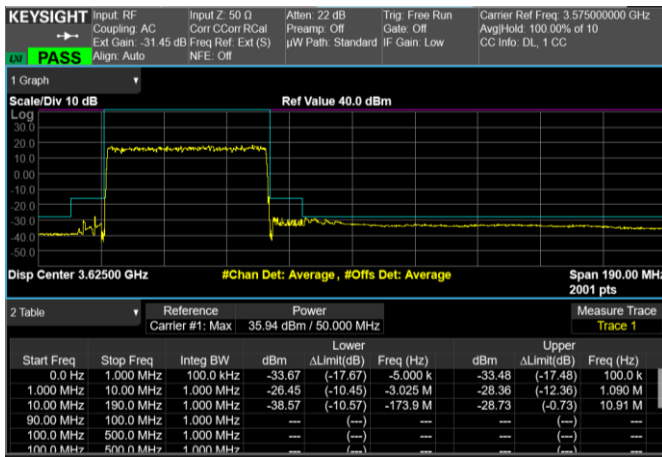 KEYSIGHT Input: RF Input Z: 50 Ω Atten: 22 dB Trig: Free Run Carrier Ref Freq: 3.575000000 GHz
Coupling: AC Corr CCorr RCal Preamp: Off Gate: Off Avg|Hold: 100.00% of 10
Ext Gain: -31.45 dB Freq Ref: Ext (S) µW Path: Standard IF Gain: Low CC Info: DL, 1 CC
LXI PASS Align: Auto NFE: Off
1 Graph
Scale/Div 10 dB Ref Value 40.0 dBm
Log
30.0
20.0
10.0
0.00
-10.0
-20.0
-30.0
-40.0
-50.0
Disp Center 3.62500 GHz #Chan Det: Average, #Offs Det: Average Span 190.00 MHz
2001 pts
2 Table Reference Power Measure Trace
Carrier #1: Max 35.94 dBm / 50.000 MHz Trace 1
Lower Upper
Start Freq Stop Freq Integ BW dBm ΔLimit(dB) Freq (Hz) dBm ΔLimit(dB) Freq (Hz)
0.0 Hz 1.000 MHz 100.0 kHz -33.67 (-17.67) -5.000 k -33.48 (-17.48) 100.0 k
1.000 MHz 10.00 MHz 1.000 MHz -26.45 (-10.45) -3.025 M -28.36 (-12.36) 1.090 M
10.00 MHz 190.0 MHz 1.000 MHz -38.57 (-10.57) -173.9 M -28.73 (-0.73) 10.91 M
90.00 MHz 100.0 MHz 1.000 MHz --- (---) --- --- (---) ---
100.0 MHz 500.0 MHz 1.000 MHz --- (---) --- --- (---) ---
100.0 MHz 500.0 MHz 1.000 MHz --- (---) --- --- (---) ---